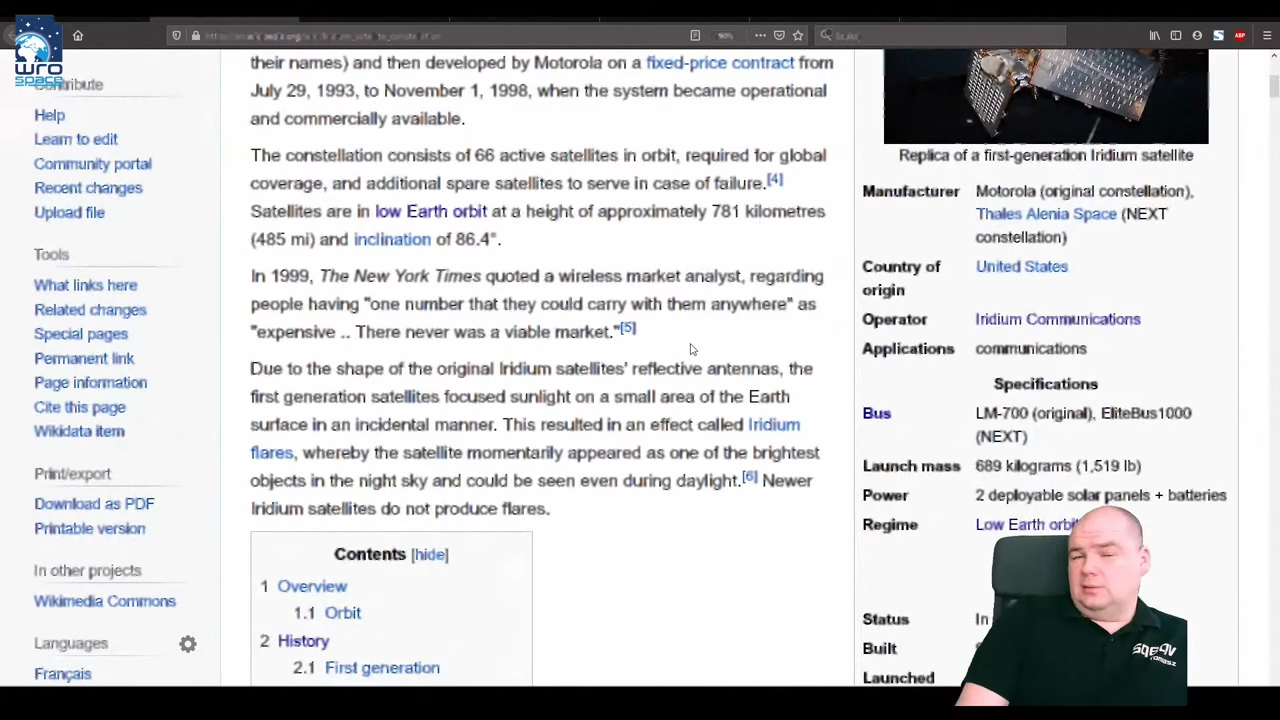 wro
space
Contribute
Help
Learn to edit
Community portal
Recent changes
Upload file
Tools
What links here
Related changes
Special pages
Permanent link
Page information
Cite this page
Wikidata item
Print/export
Download as PDF
Printable version
In other projects
Wikimedia Commons
Languages
Français
their names) and then developed by Motorola on a fixed-price contract from
July 29, 1993, to November 1, 1998, when the system became operational
and commercially available.
The constellation consists of 66 active satellites in orbit, required for global
coverage, and additional spare satellites to serve in case of failure.[4]
Satellites are in low Earth orbit at a height of approximately 781 kilometres
(485 mi) and inclination of 86.4°.
In 1999, The New York Times quoted a wireless market analyst, regarding
people having "one number that they could carry with them anywhere" as
"expensive .. There never was a viable market."[5]
Due to the shape of the original Iridium satellites' reflective antennas, the
first generation satellites focused sunlight on a small area of the Earth
surface in an incidental manner. This resulted in an effect called Iridium
flares, whereby the satellite momentarily appeared as one of the brightest
objects in the night sky and could be seen even during daylight.[6] Newer
Iridium satellites do not produce flares.
Contents [hide]
1 Overview
1.1 Orbit
2 History
2.1 First generation
Replica of a first-generation Iridium satellite
Manufacturer Motorola (original constellation),
Thales Alenia Space (NEXT
constellation)
Country of United States
origin
Operator Iridium Communications
Applications communications
Specifications
Bus LM-700 (original), EliteBus1000
(NEXT)
Launch mass 689 kilograms (1,519 lb)
Power 2 deployable solar panels + batteries
Regime Low Earth orbit
Status In
Built
Launched
ABP
Tomasz